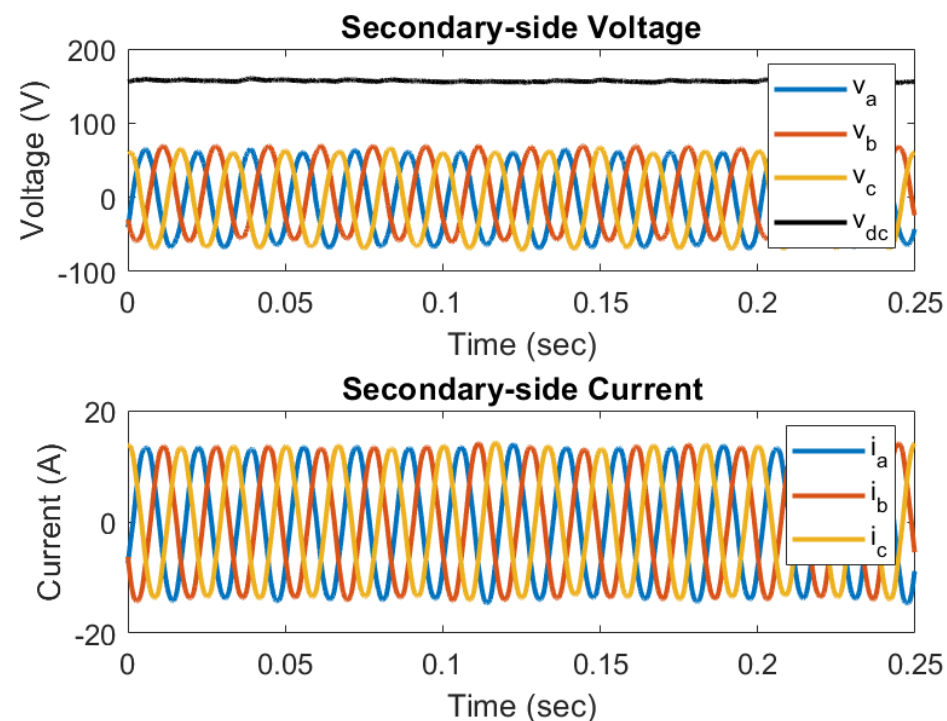 Secondary-side Voltage
200
100
0
-100
Voltage (V)
v_a
v_b
v_c
v_dc
0 0.05 0.1 0.15 0.2 0.25
Time (sec)
Secondary-side Current
20
0
-20
Current (A)
i_a
i_b
i_c
0 0.05 0.1 0.15 0.2 0.25
Time (sec)